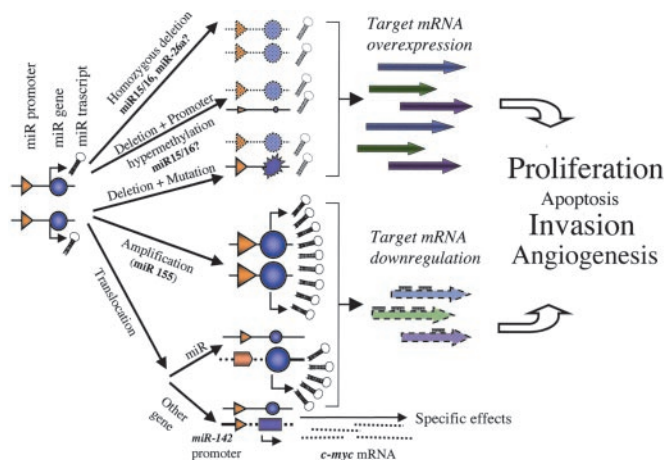 miR promoter
miR gene
miR trascript
Homozygous deletion
miR15/16, miR-26a?
Deletion + Promoter
hypermethylation
miR15/16?
Deletion + Mutation
Amplification
(miR 155)
Translocation
miR
Other
gene
miR-142
promoter
c-myc mRNA
Specific effects
Target mRNA
overexpression
Target mRNA
downregulation
Proliferation
Apoptosis
Invasion
Angiogenesis